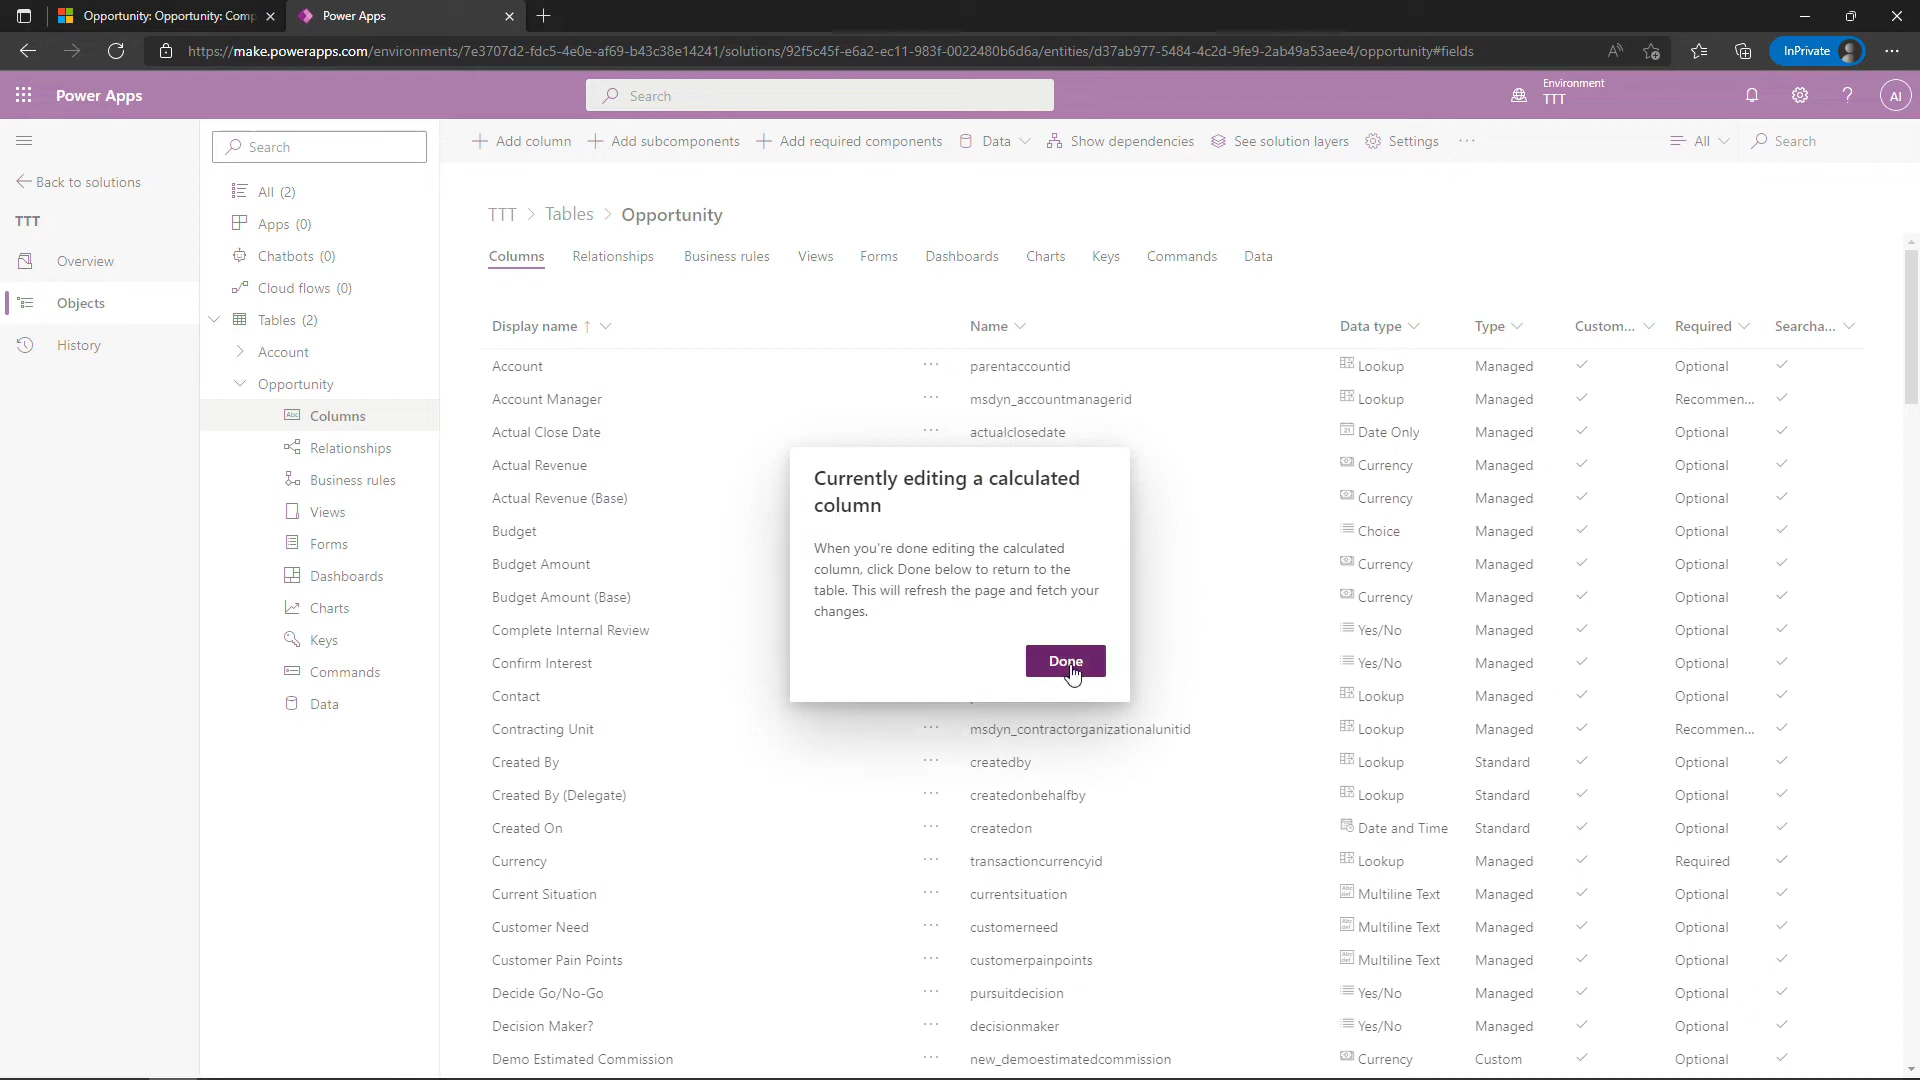 Opportunity: Opportunity: Comp
Power Apps
https://make.powerapps.com/environments/7e3707d2-fdc5-4e0e-af69-b43c38e14241/solutions/92f5c45f-e6a2-ec11-983f-0022480b6d6a/entities/d37ab977-5484-4c2d-9fe9-2ab49a53aee4/opportunity#fields
InPrivate
Power Apps
Search
Environment
TTT
AI
Search
Add column
Add subcomponents
Add required components
Data
Show dependencies
See solution layers
Settings
All
Search
Back to solutions
TTT
Overview
Objects
History
All (2)
Apps (0)
Chatbots (0)
Cloud flows (0)
Tables (2)
Account
Opportunity
Columns
Relationships
Business rules
Views
Forms
Dashboards
Charts
Keys
Commands
Data
TTT > Tables > Opportunity
Columns Relationships Business rules Views Forms Dashboards Charts Keys Commands Data
Display name ↑ Name Data type Type Custom... Required Searcha...
Account ··· parentaccountid Lookup Managed Optional
Account Manager ··· msdyn_accountmanagerid Lookup Managed Recommen...
Actual Close Date ··· actualclosedate Date Only Managed Optional
Actual Revenue Currency Managed Optional
Actual Revenue (Base) Currency Managed Optional
Budget Choice Managed Optional
Budget Amount Currency Managed Optional
Budget Amount (Base) Currency Managed Optional
Complete Internal Review Yes/No Managed Optional
Confirm Interest Yes/No Managed Optional
Contact Lookup Managed Optional
Contracting Unit ··· msdyn_contractorganizationalunitid Lookup Managed Recommen...
Created By ··· createdby Lookup Standard Optional
Created By (Delegate) ··· createdonbehalfby Lookup Standard Optional
Created On ··· createdon Date and Time Standard Optional
Currency ··· transactioncurrencyid Lookup Managed Required
Current Situation ··· currentsituation Multiline Text Managed Optional
Customer Need ··· customerneed Multiline Text Managed Optional
Customer Pain Points ··· customerpainpoints Multiline Text Managed Optional
Decide Go/No-Go ··· pursuitdecision Yes/No Managed Optional
Decision Maker? ··· decisionmaker Yes/No Managed Optional
Demo Estimated Commission ··· new_demoestimatedcommission Currency Custom Optional
Currently editing a calculated
column
When you're done editing the calculated
column, click Done below to return to the
table. This will refresh the page and fetch your
changes.
Done